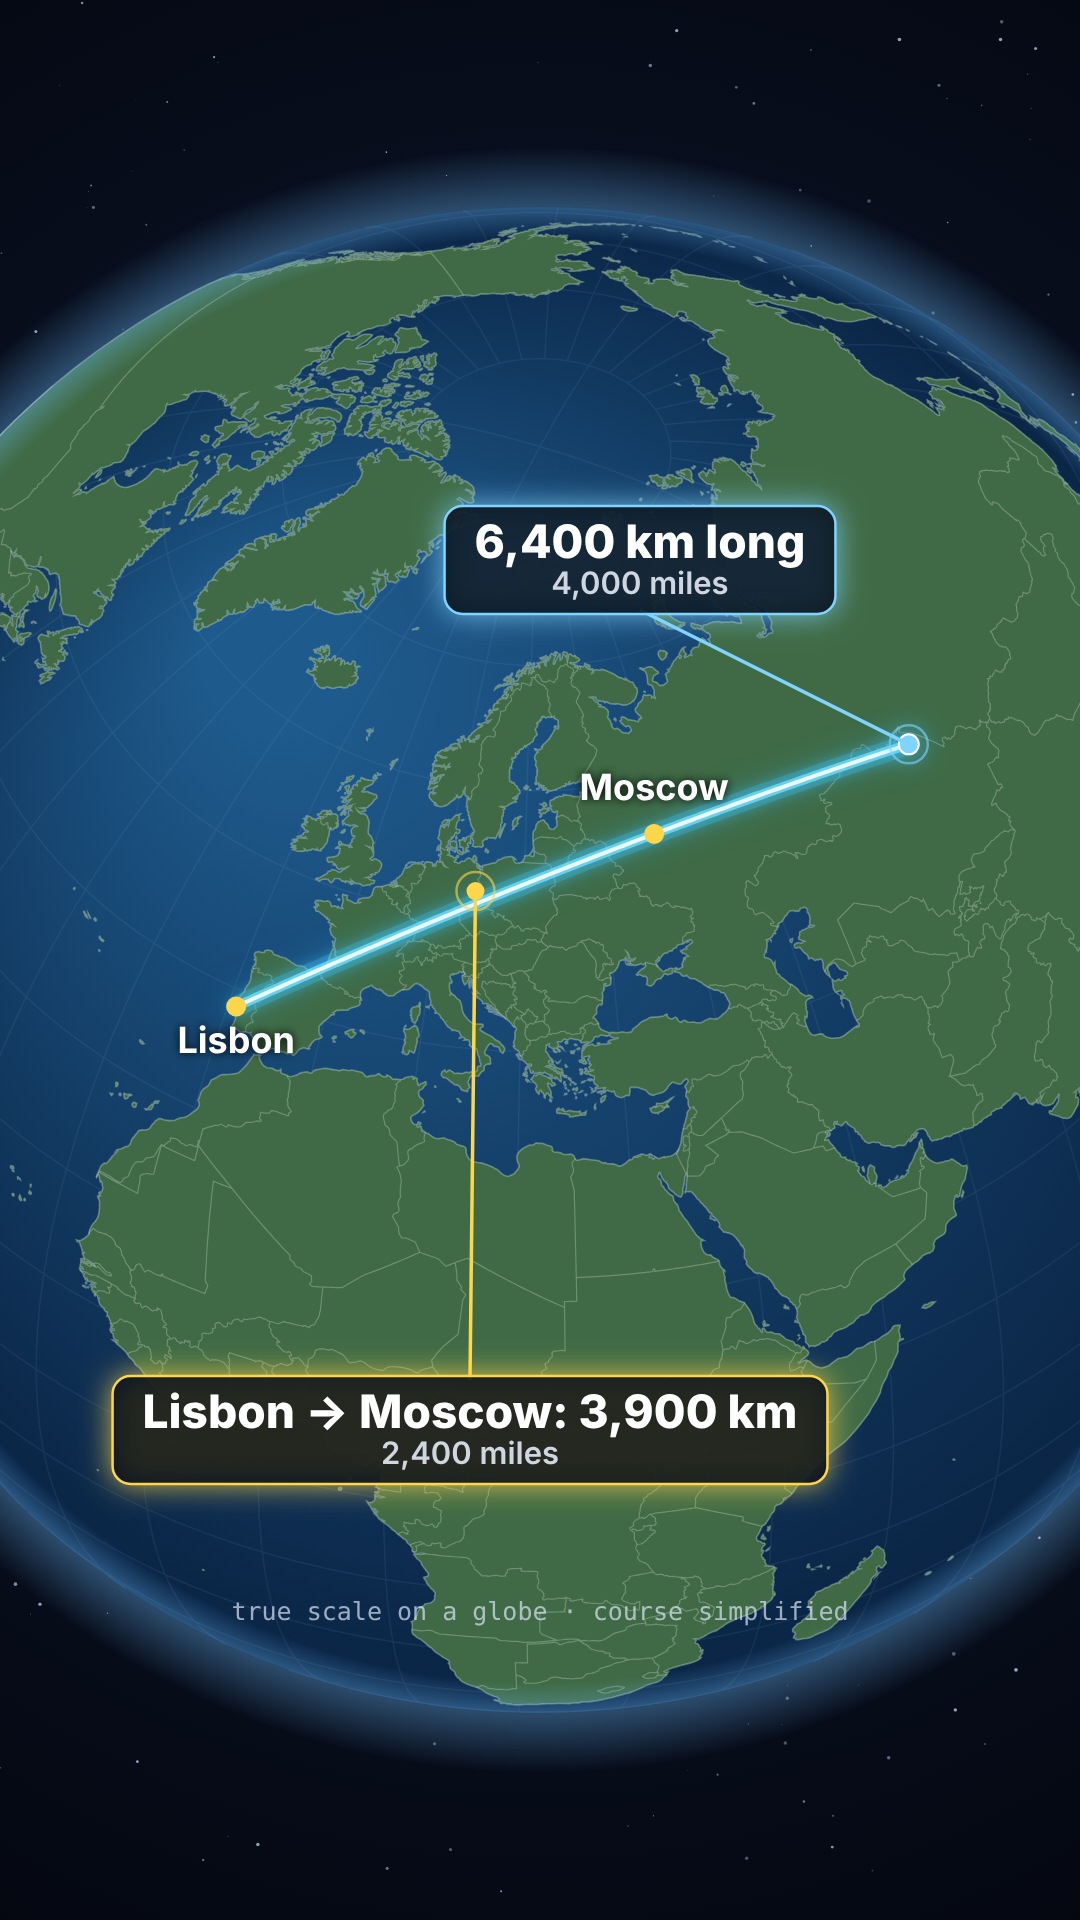 6,400 km long
4,000 miles
Moscow
Lisbon
Lisbon → Moscow: 3,900 km
2,400 miles
true scale on a globe · course simplified